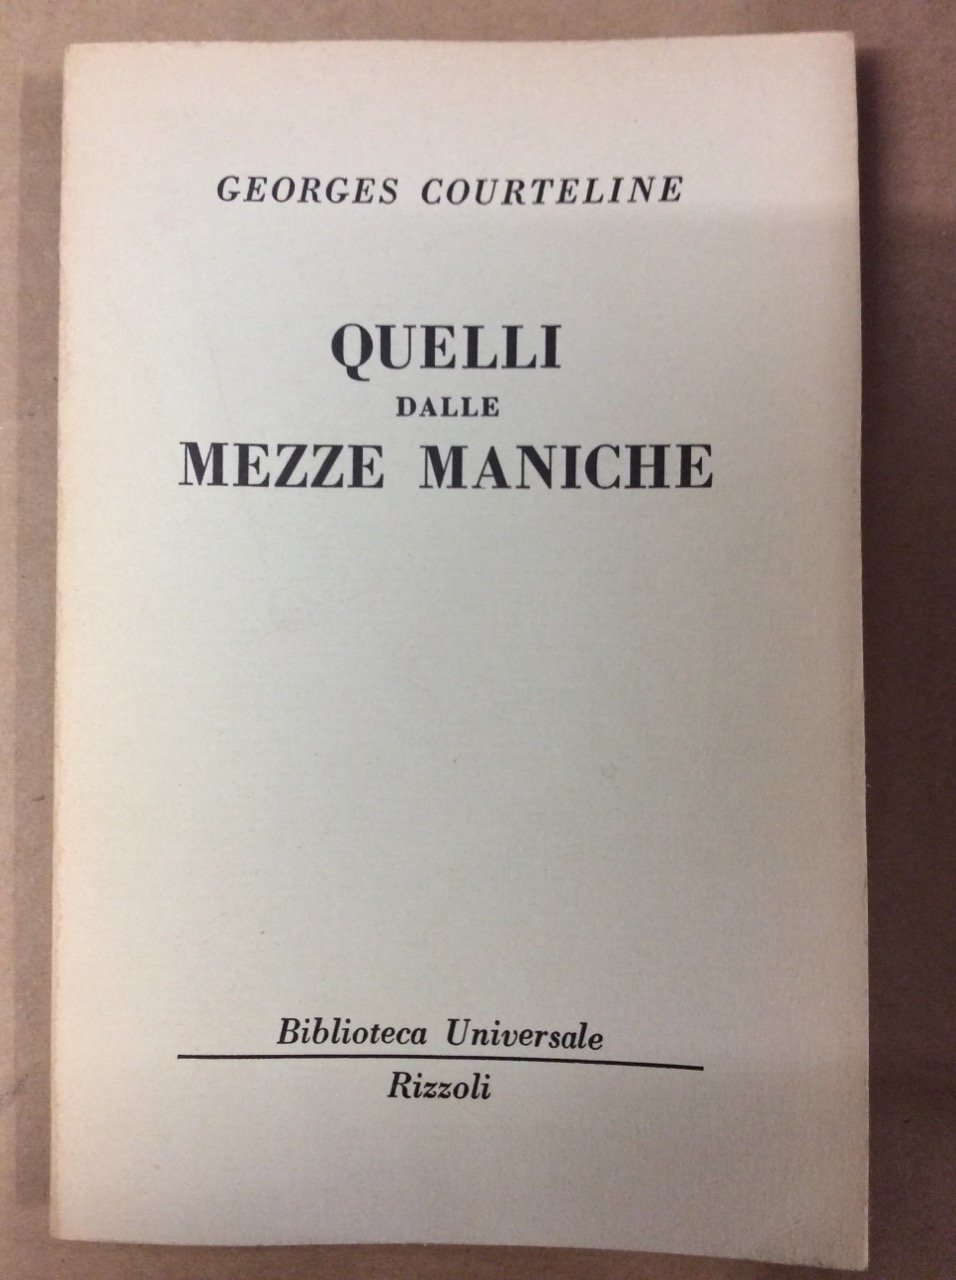 GEORGES COURTELINE
QUELLI
DALLE
MEZZE MANICHE
Biblioteca Universale
Rizzoli